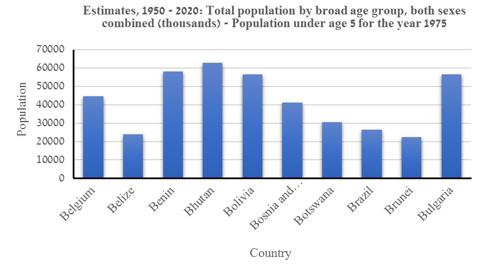 Estimates, 1950 - 2020: Total population by broad age group, both sexes
combined (thousands) - Population under age 5 for the year 1975
70000
60000
50000
40000
30000
20000
10000
0
Population
Belgium
Belize
Benin
Bhutan
Bolivia
Bosnia and...
Botswana
Brazil
Brunei
Bulgaria
Country